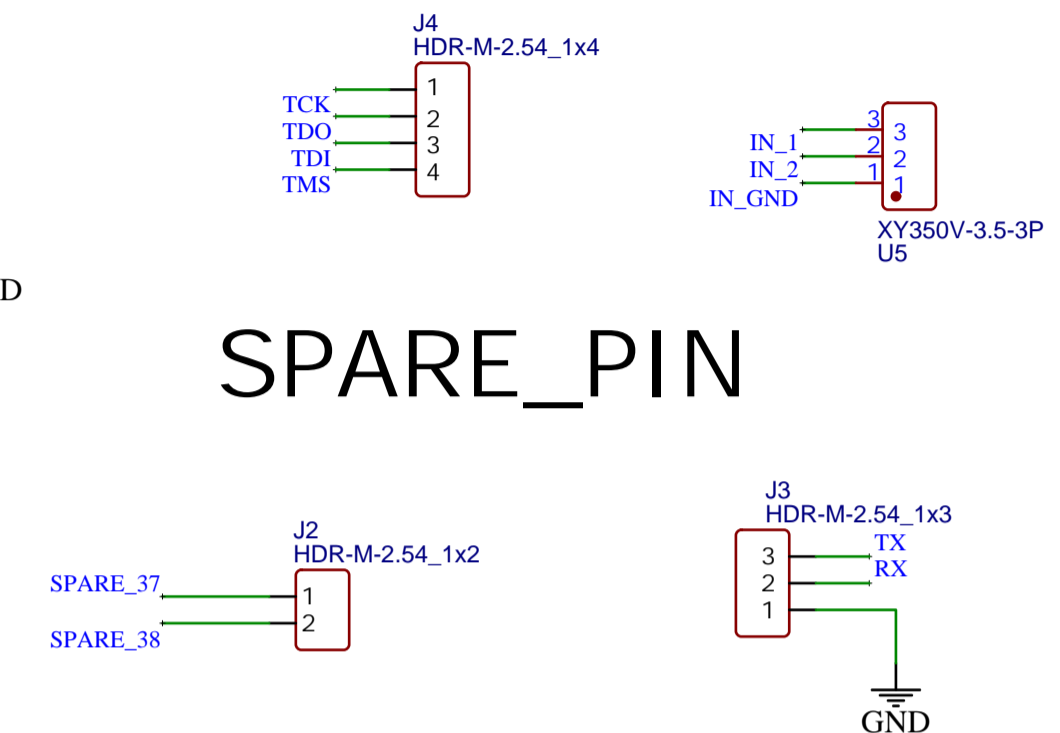 J4
HDR-M-2.54_1x4
TCK
TDO
TDI
TMS
1
2
3
4
IN_1
IN_2
IN_GND
3
2
1
3
2
1
XY350V-3.5-3P
U5
D
SPARE_PIN
J2
HDR-M-2.54_1x2
SPARE_37
SPARE_38
1
2
J3
HDR-M-2.54_1x3
3
2
1
TX
RX
GND